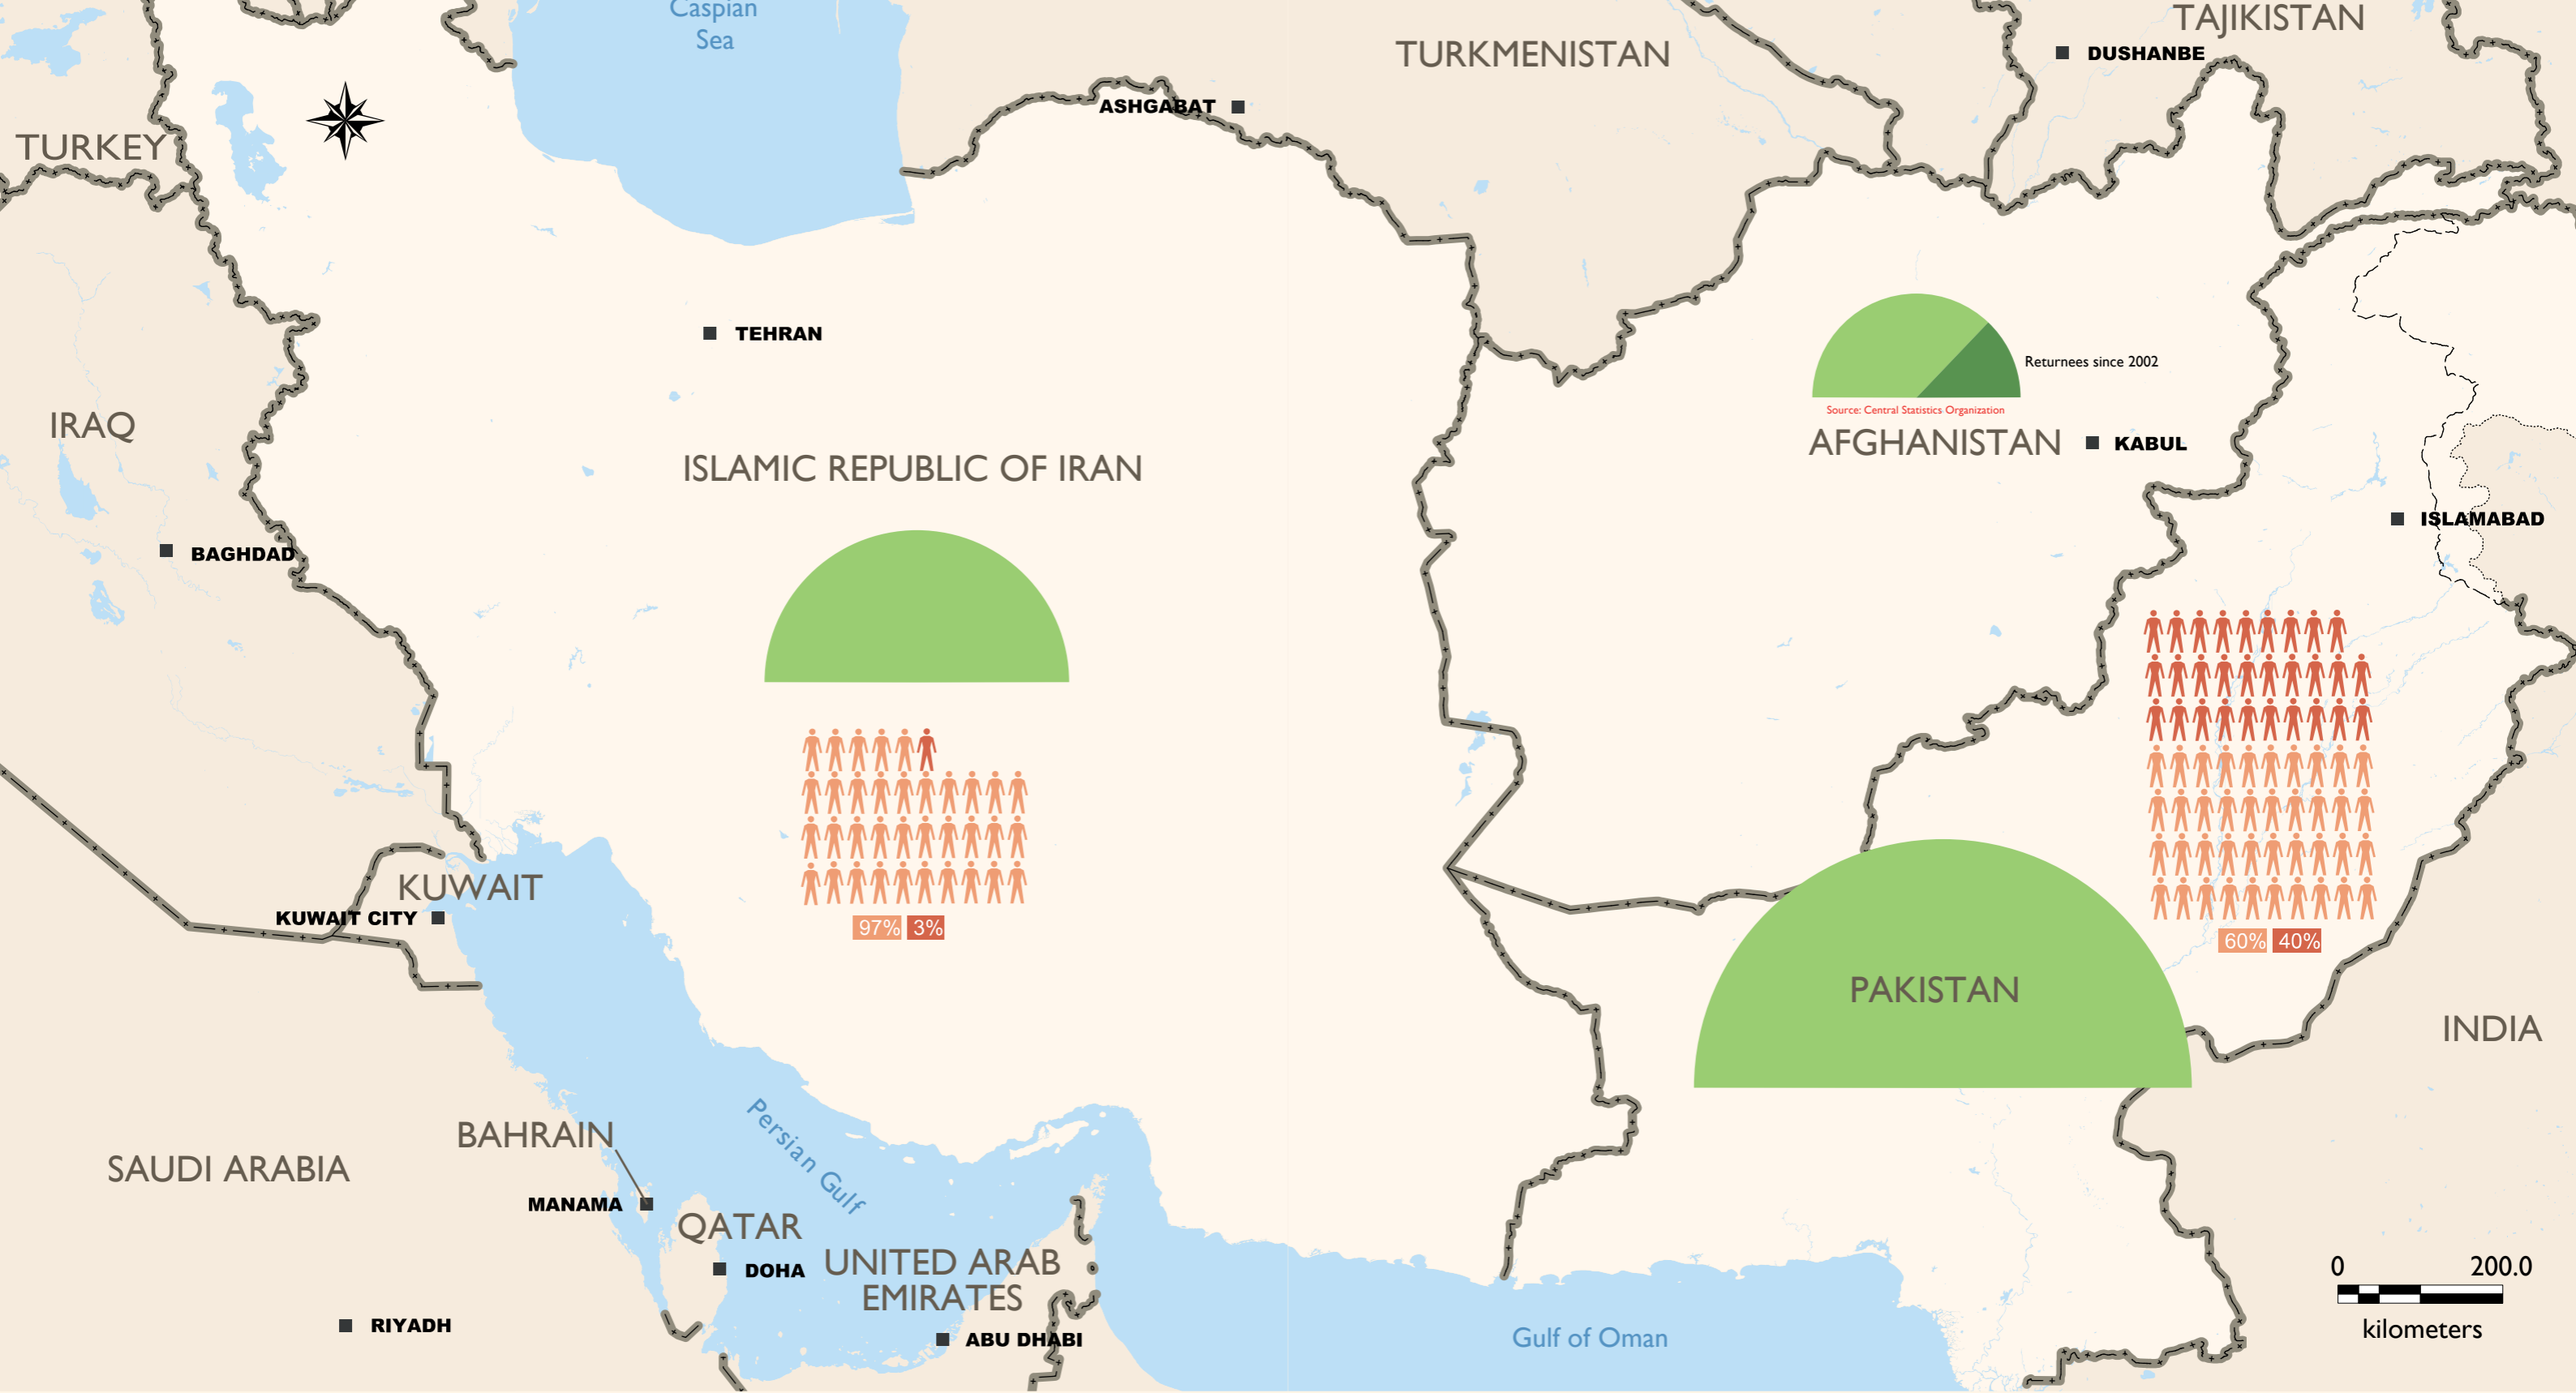 Caspian
Sea
TURKMENISTAN
TAJIKISTAN
DUSHANBE
ASHGABAT
TURKEY
TEHRAN
Returnees since 2002
Source: Central Statistics Organization
IRAQ
AFGHANISTAN
KABUL
ISLAMIC REPUBLIC OF IRAN
ISLAMABAD
BAGHDAD
KUWAIT
KUWAIT CITY
97% 3%
60% 40%
PAKISTAN
INDIA
Persian Gulf
BAHRAIN
SAUDI ARABIA
MANAMA
QATAR
DOHA
UNITED ARAB
EMIRATES
0 200.0
kilometers
RIYADH
ABU DHABI
Gulf of Oman